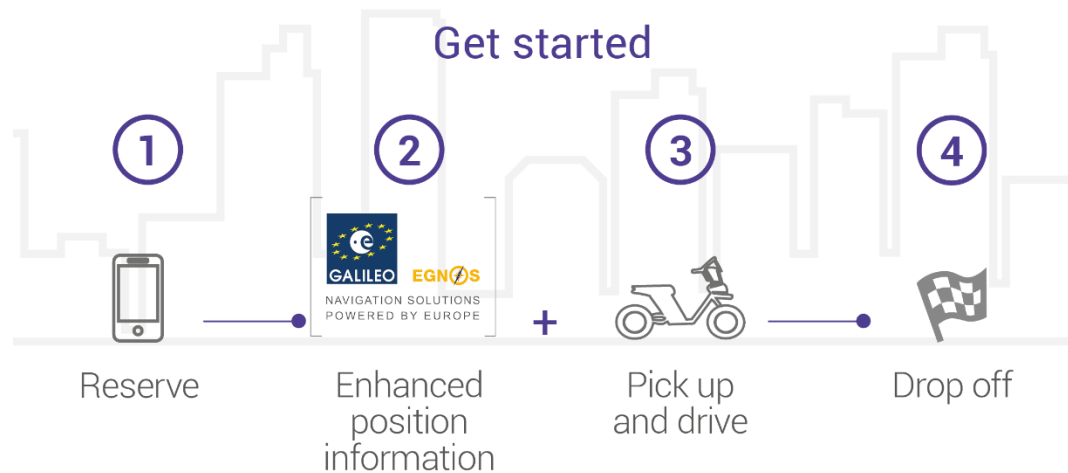 Get started
1
2
3
4
GALILEO
EGNOS
NAVIGATION SOLUTIONS
POWERED BY EUROPE
+
Reserve
Enhanced
position
information
Pick up
and drive
Drop off